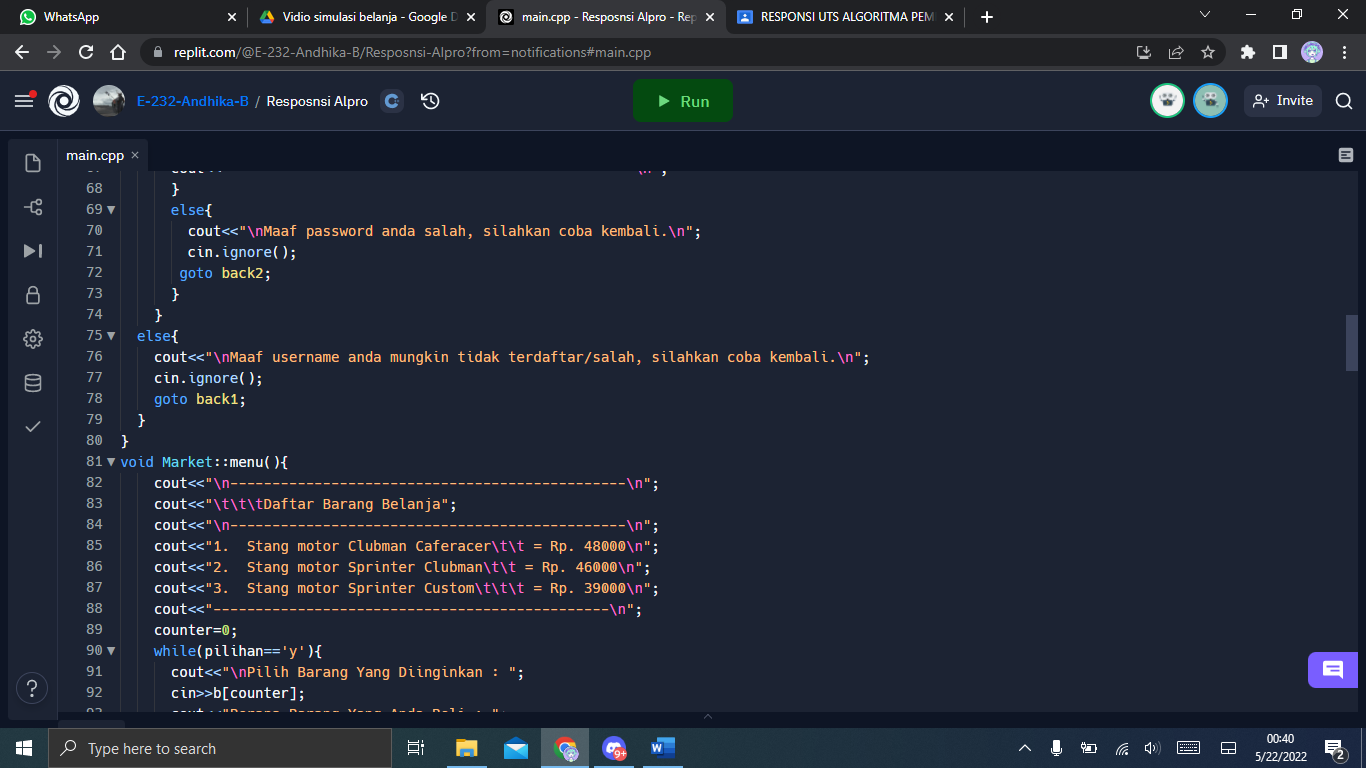 WhatsApp
Vidio simulasi belanja - Google D
main.cpp - Resposnsi Alpro - Rep
RESPONSI UTS ALGORITMA PEM
replit.com/@E-232-Andhika-B/Resposnsi-Alpro?from=notifications#main.cpp
E-232-Andhika-B / Resposnsi Alpro
Run
Invite
main.cpp
68 }
69 else{
70 cout<<"\nMaaf password anda salah, silahkan coba kembali.\n";
71 cin.ignore();
72 goto back2;
73 }
74 }
75 else{
76 cout<<"\nMaaf username anda mungkin tidak terdaftar/salah, silahkan coba kembali.\n";
77 cin.ignore();
78 goto back1;
79 }
80 }
81 void Market::menu(){
82 cout<<"\n-----------------------------------------------\n";
83 cout<<"\t\t\tDaftar Barang Belanja";
84 cout<<"\n-----------------------------------------------\n";
85 cout<<"1.  Stang motor Clubman Caferacer\t\t = Rp. 48000\n";
86 cout<<"2.  Stang motor Sprinter Clubman\t\t = Rp. 46000\n";
87 cout<<"3.  Stang motor Sprinter Custom\t\t\t = Rp. 39000\n";
88 cout<<"-----------------------------------------------\n";
89 counter=0;
90 while(pilihan=='y'){
91 cout<<"\nPilih Barang Yang Diinginkan : ";
92 cin>>b[counter];
Type here to search
9+
00:40
5/22/2022
2